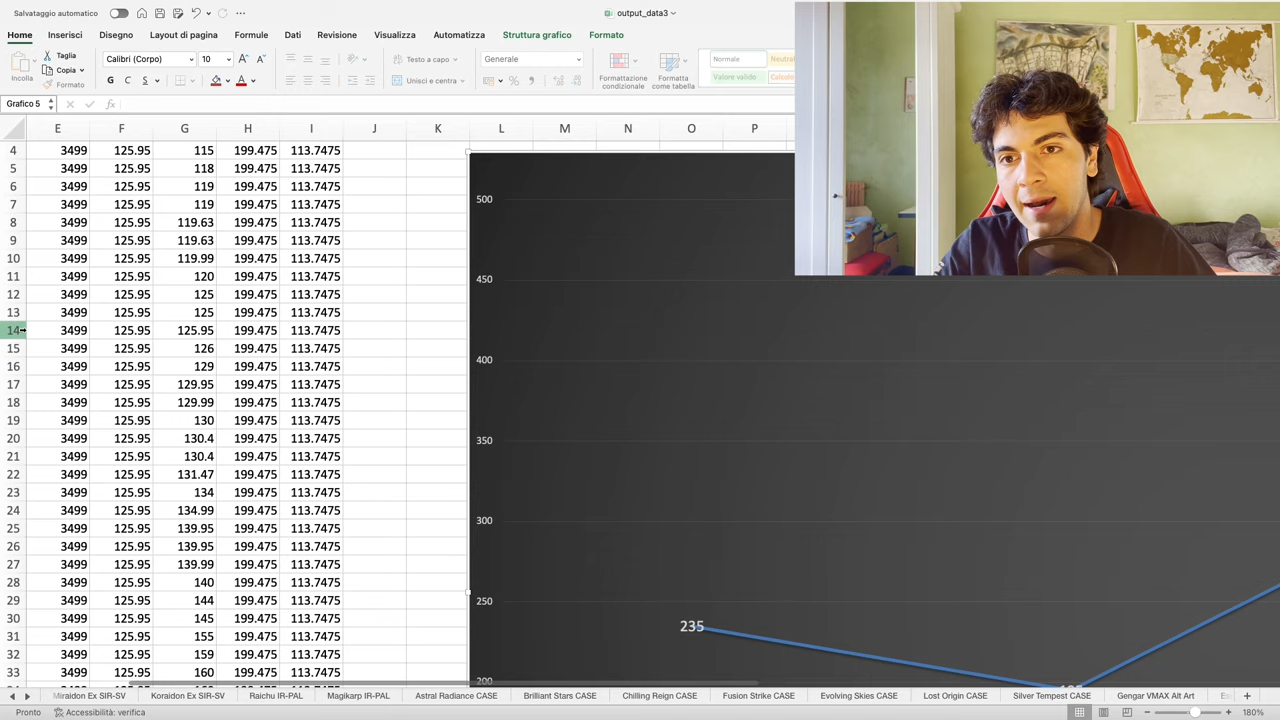 Salvataggio automatico
output_data3
Home Inserisci Disegno Layout di pagina Formule Dati Revisione Visualizza Automatizza Struttura grafico Formato
Incolla
Taglia
Copia
Formato
Calibri (Corpo) 10
G C S
Testo a capo
Unisci e centra
Generale
Formattazione condizionale
Formatta come tabella
Normale
Valore valido
Grafico 5 fx
E F G H I J K L M N O P
4 3499 125.95 115 199.475 113.7475
5 3499 125.95 118 199.475 113.7475
6 3499 125.95 119 199.475 113.7475
7 3499 125.95 119 199.475 113.7475
8 3499 125.95 119.63 199.475 113.7475
9 3499 125.95 119.63 199.475 113.7475
10 3499 125.95 119.99 199.475 113.7475
11 3499 125.95 120 199.475 113.7475
12 3499 125.95 125 199.475 113.7475
13 3499 125.95 125 199.475 113.7475
14 3499 125.95 125.95 199.475 113.7475
15 3499 125.95 126 199.475 113.7475
16 3499 125.95 129 199.475 113.7475
17 3499 125.95 129.95 199.475 113.7475
18 3499 125.95 129.99 199.475 113.7475
19 3499 125.95 130 199.475 113.7475
20 3499 125.95 130.4 199.475 113.7475
21 3499 125.95 130.4 199.475 113.7475
22 3499 125.95 131.47 199.475 113.7475
23 3499 125.95 134 199.475 113.7475
24 3499 125.95 134.99 199.475 113.7475
25 3499 125.95 139.95 199.475 113.7475
26 3499 125.95 139.95 199.475 113.7475
27 3499 125.95 139.99 199.475 113.7475
28 3499 125.95 140 199.475 113.7475
29 3499 125.95 144 199.475 113.7475
30 3499 125.95 145 199.475 113.7475
31 3499 125.95 155 199.475 113.7475
32 3499 125.95 159 199.475 113.7475
33 3499 125.95 160 199.475 113.7475
500
450
400
350
300
250
235
200
Miraidon Ex SIR-SV Koraidon Ex SIR-SV Raichu IR-PAL Magikarp IR-PAL Astral Radiance CASE Brilliant Stars CASE Chilling Reign CASE Fusion Strike CASE Evolving Skies CASE Lost Origin CASE Silver Tempest CASE Gengar VMAX Alt Art
Pronto Accessibilità: verifica 180%